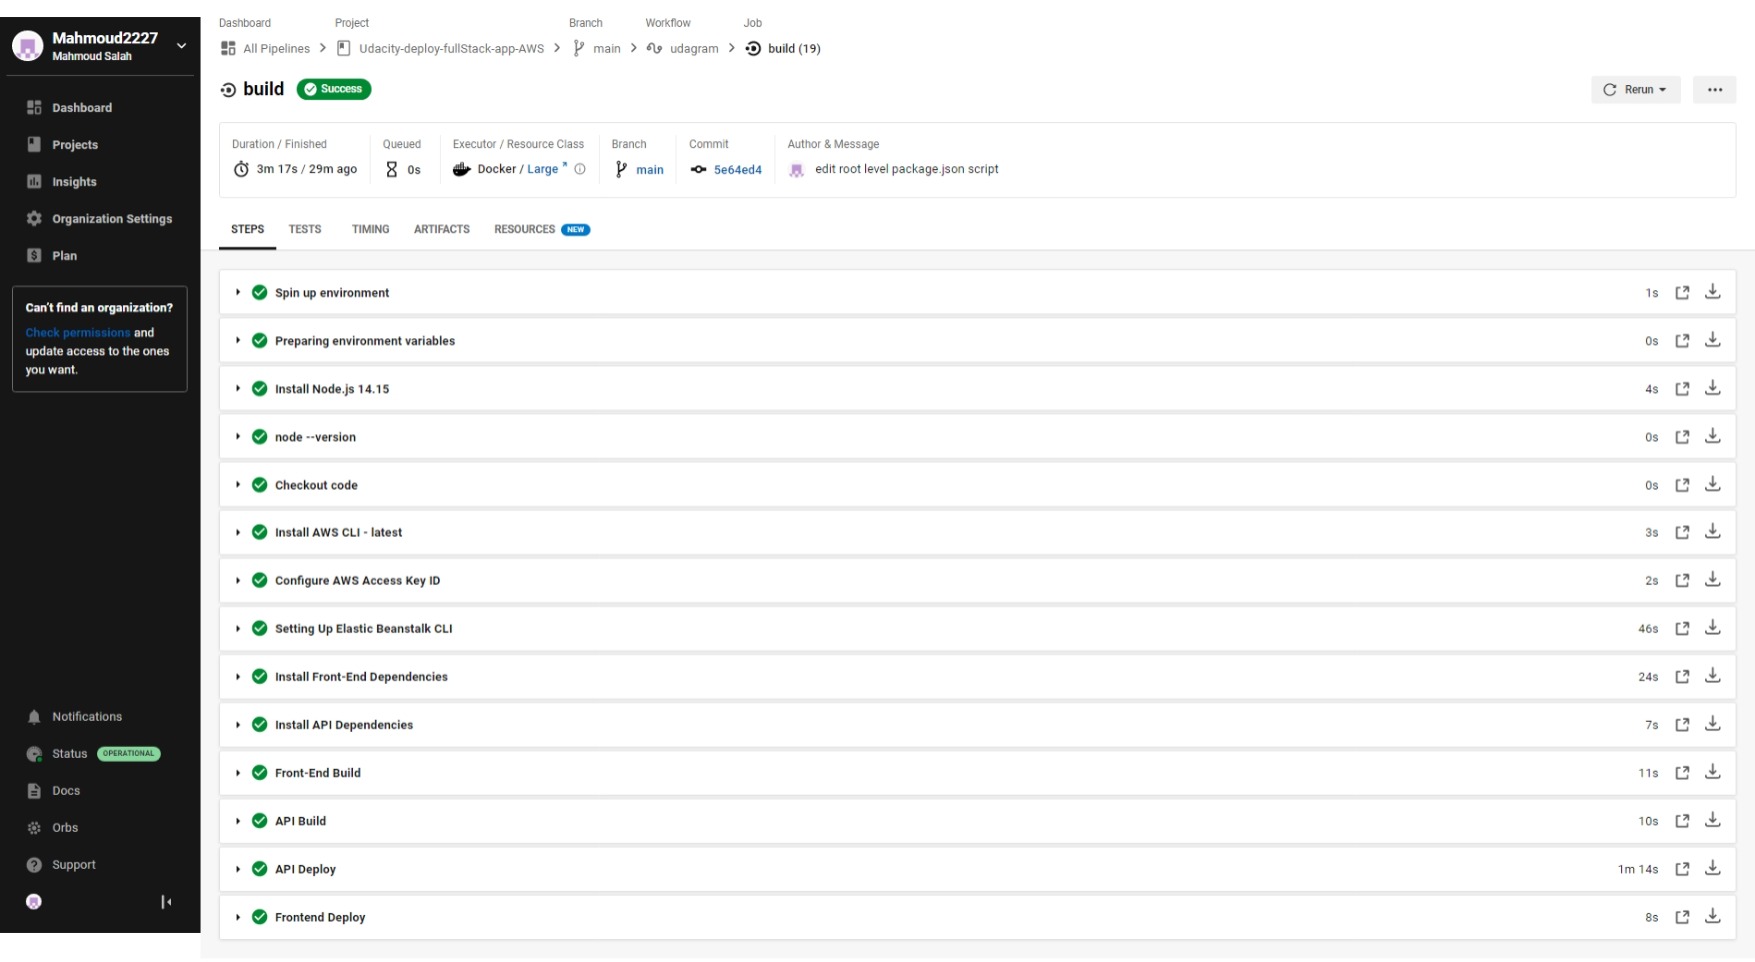 Mahmoud2227
Mahmoud Salah
Dashboard
Projects
Insights
Organization Settings
Plan
Can't find an organization?
Check permissions and
update access to the ones
you want.
Notifications
Status OPERATIONAL
Docs
Orbs
Support
Dashboard Project Branch Workflow Job
All Pipelines Udacity-deploy-fullStack-app-AWS main udagram build (19)
build Success
Rerun
Duration / Finished Queued Executor / Resource Class Branch Commit Author & Message
3m 17s / 29m ago 0s Docker / Large main 5e64ed4 edit root level package.json script
STEPS TESTS TIMING ARTIFACTS RESOURCES NEW
Spin up environment 1s
Preparing environment variables 0s
Install Node.js 14.15 4s
node --version 0s
Checkout code 0s
Install AWS CLI - latest 3s
Configure AWS Access Key ID 2s
Setting Up Elastic Beanstalk CLI 46s
Install Front-End Dependencies 24s
Install API Dependencies 7s
Front-End Build 11s
API Build 10s
API Deploy 1m 14s
Frontend Deploy 8s